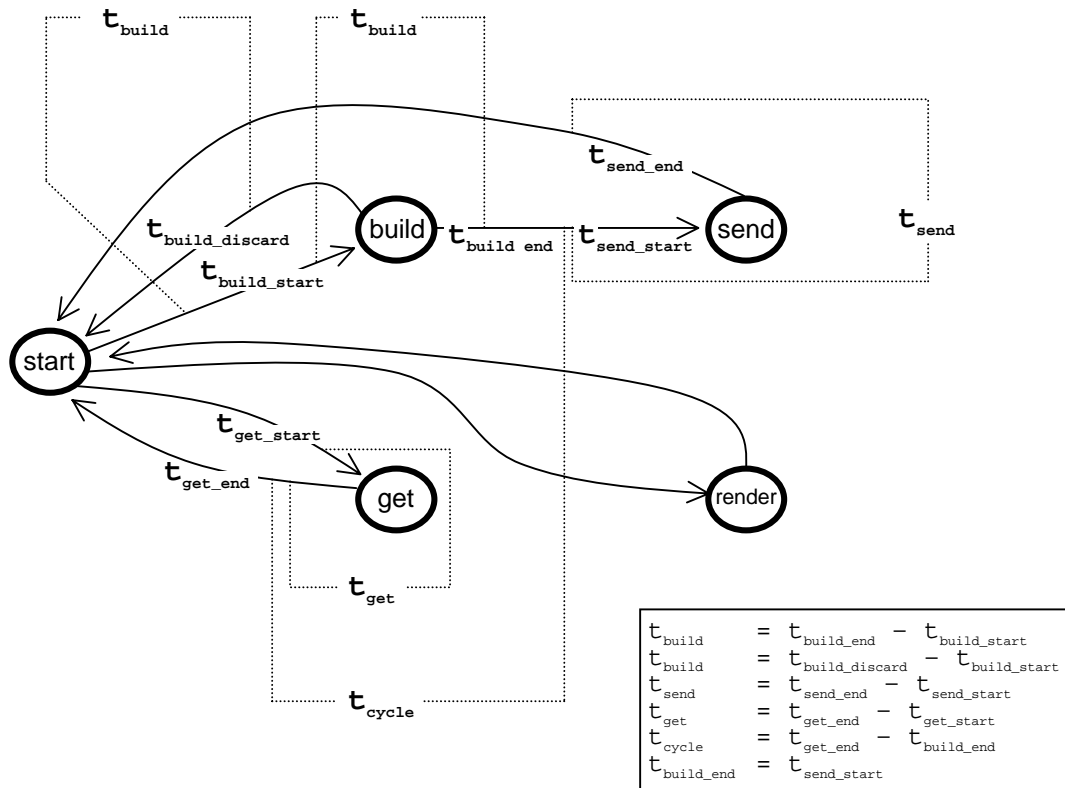 t_build t_build
t_send_end
t_build_discard build t_build end t_send_start send t_send
t_build_start
start
t_get_start
t_get_end get render
t_get
t_cycle
t_build = t_build_end – t_build_start
t_build = t_build_discard – t_build_start
t_send = t_send_end – t_send_start
t_get = t_get_end – t_get_start
t_cycle = t_get_end – t_build_end
t_build_end = t_send_start